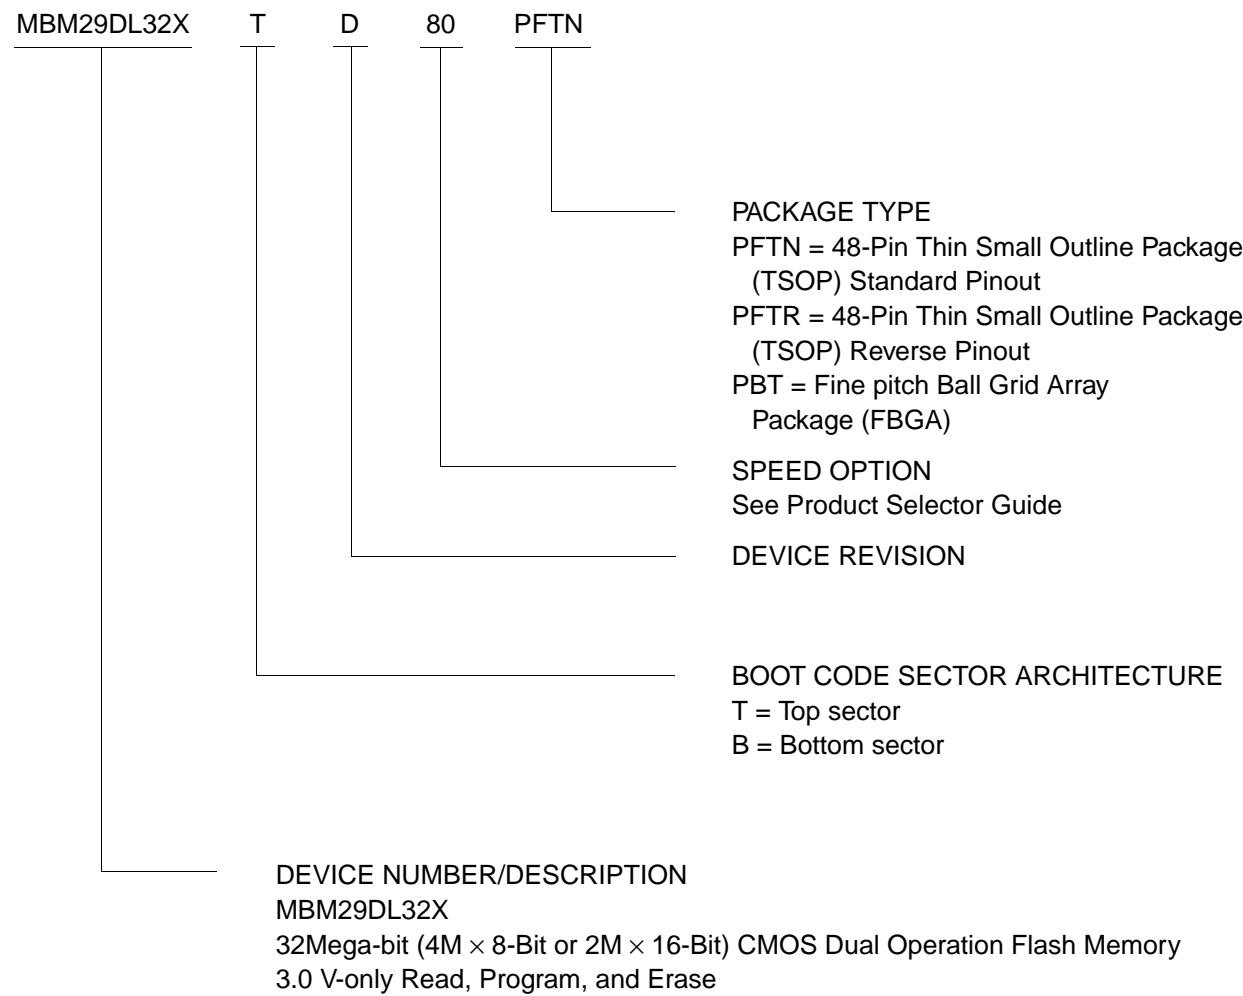 MBM29DL32X T D 80 PFTN
PACKAGE TYPE
PFTN = 48-Pin Thin Small Outline Package
(TSOP) Standard Pinout
PFTR = 48-Pin Thin Small Outline Package
(TSOP) Reverse Pinout
PBT = Fine pitch Ball Grid Array
Package (FBGA)
SPEED OPTION
See Product Selector Guide
DEVICE REVISION
BOOT CODE SECTOR ARCHITECTURE
T = Top sector
B = Bottom sector
DEVICE NUMBER/DESCRIPTION
MBM29DL32X
32Mega-bit (4M × 8-Bit or 2M × 16-Bit) CMOS Dual Operation Flash Memory
3.0 V-only Read, Program, and Erase